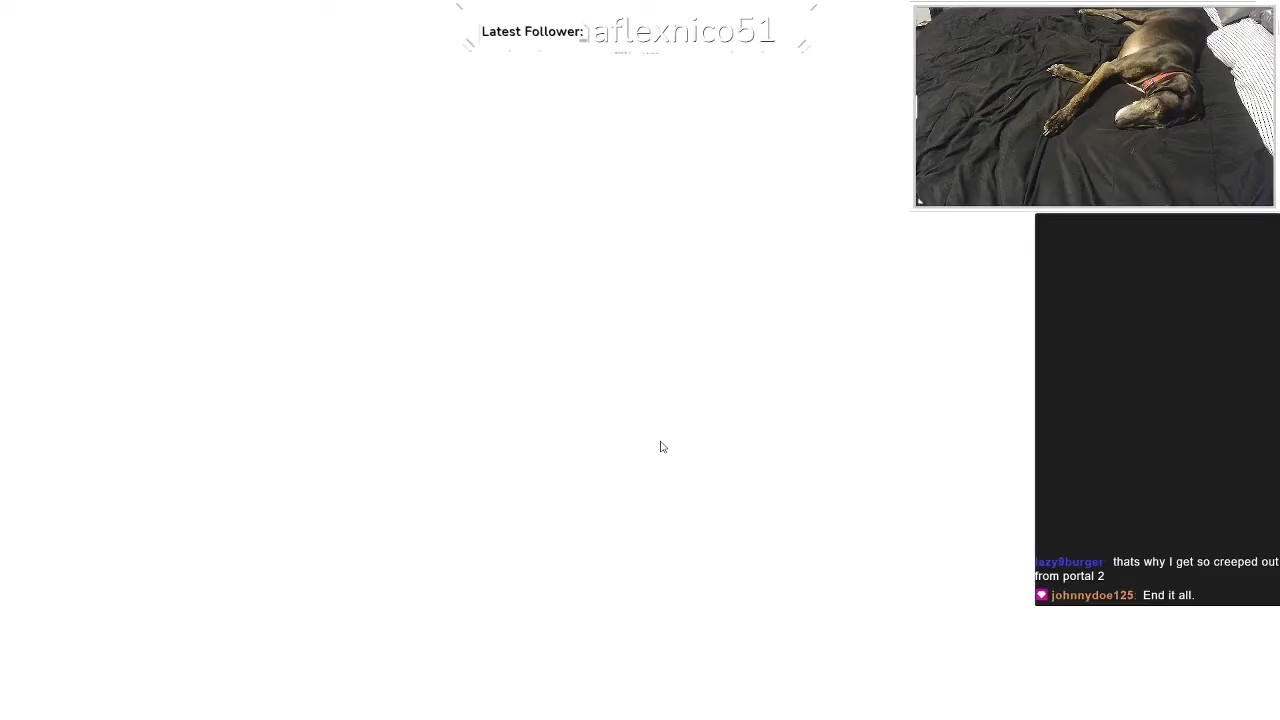 Latest Follower: aflexnico51
lazy9burger thats why I get so creeped out
from portal 2
johnnydoe125: End it all.